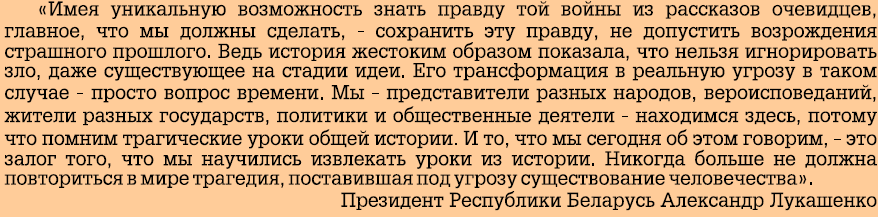 «Имея уникальную возможность знать правду той войны из рассказов очевидцев,
главное, что мы должны сделать, - сохранить эту правду, не допустить возрождения
страшного прошлого. Ведь история жестоким образом показала, что нельзя игнорировать
зло, даже существующее на стадии идеи. Его трансформация в реальную угрозу в таком
случае - просто вопрос времени. Мы - представители разных народов, вероисповеданий,
жители разных государств, политики и общественные деятели - находимся здесь, потому
что помним трагические уроки общей истории. И то, что мы сегодня об этом говорим, - это
залог того, что мы научились извлекать уроки из истории. Никогда больше не должна
повториться в мире трагедия, поставившая под угрозу существование человечества».
Президент Республики Беларусь Александр Лукашенко